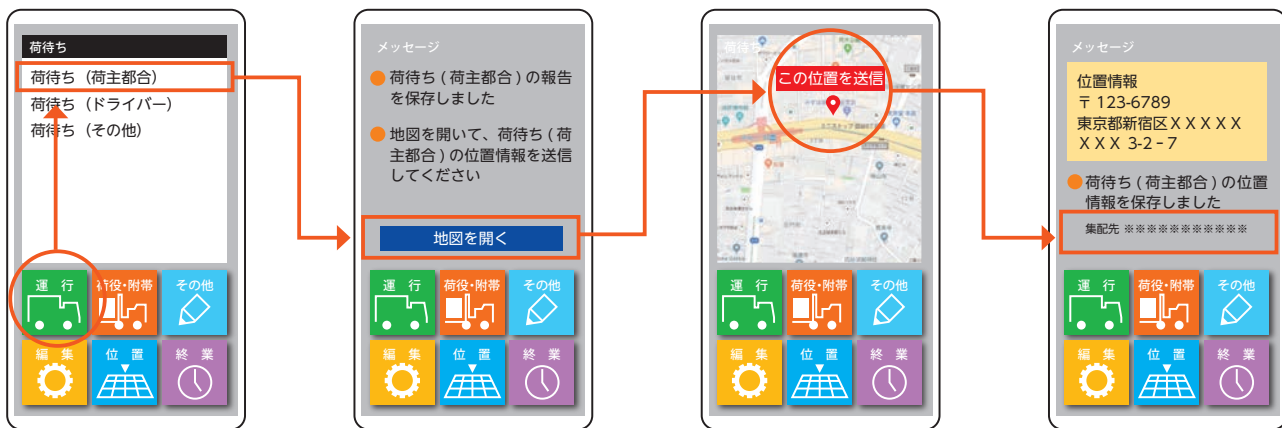 荷待ち
荷待ち（荷主都合）
荷待ち（ドライバー）
荷待ち（その他）
運 行
荷役・附帯
その他
編 集
位 置
終 業
メッセージ
荷待ち ( 荷主都合 ) の報告
を保存しました
地図を開いて、荷待ち ( 荷
主都合 ) の位置情報を送信
してください
地図を開く
運 行
荷役・附帯
その他
編 集
位 置
終 業
荷待ち
この位置を送信
運 行
荷役・附帯
その他
編 集
位 置
終 業
メッセージ
位置情報
〒 123-6789
東京都新宿区ＸＸＸＸＸ
ＸＸＸ 3-2－7
荷待ち ( 荷主都合 ) の位置
情報を保存しました
集配先 ※※※※※※※※※※※
運 行
荷役・附帯
その他
編 集
位 置
終 業